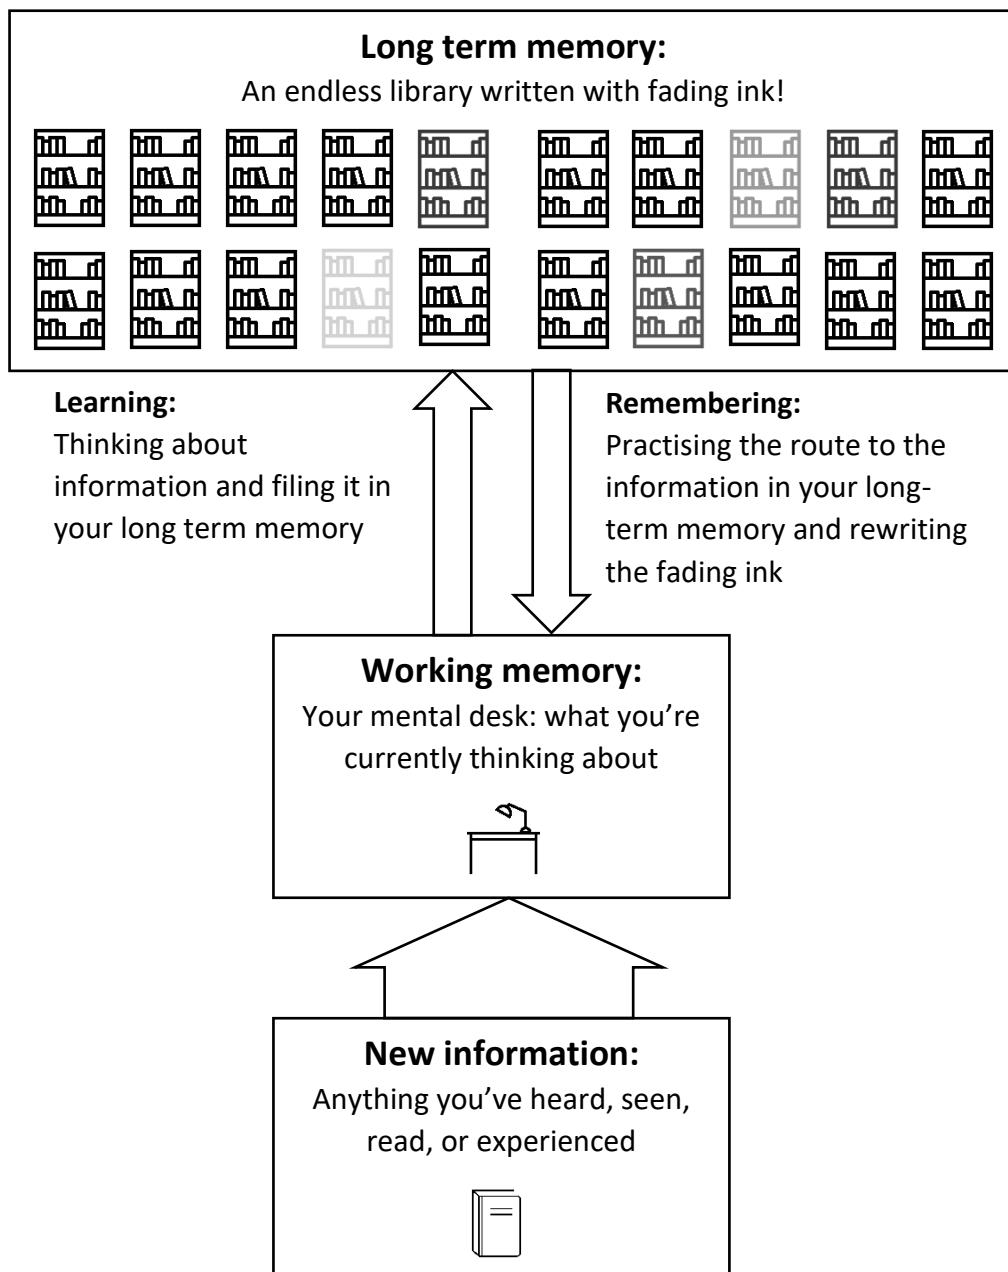 Long term memory:
An endless library written with fading ink!
Learning:
Thinking about
information and filing it in
your long term memory
Remembering:
Practising the route to the
information in your long-
term memory and rewriting
the fading ink
Working memory:
Your mental desk: what you’re
currently thinking about
New information:
Anything you’ve heard, seen,
read, or experienced